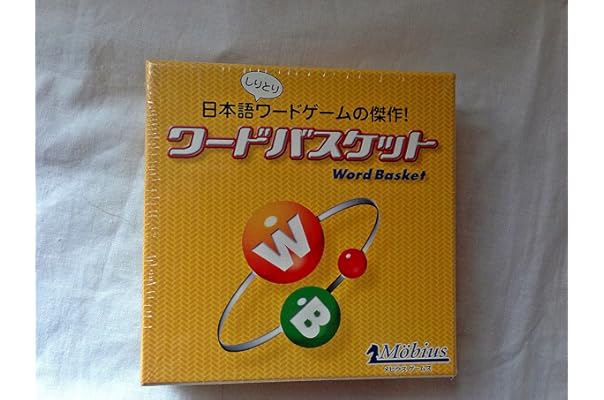 しりとり
日本語ワードゲームの傑作!
ワードバスケット
Word Basket
W
B
Möbius
メビウスゲームズ